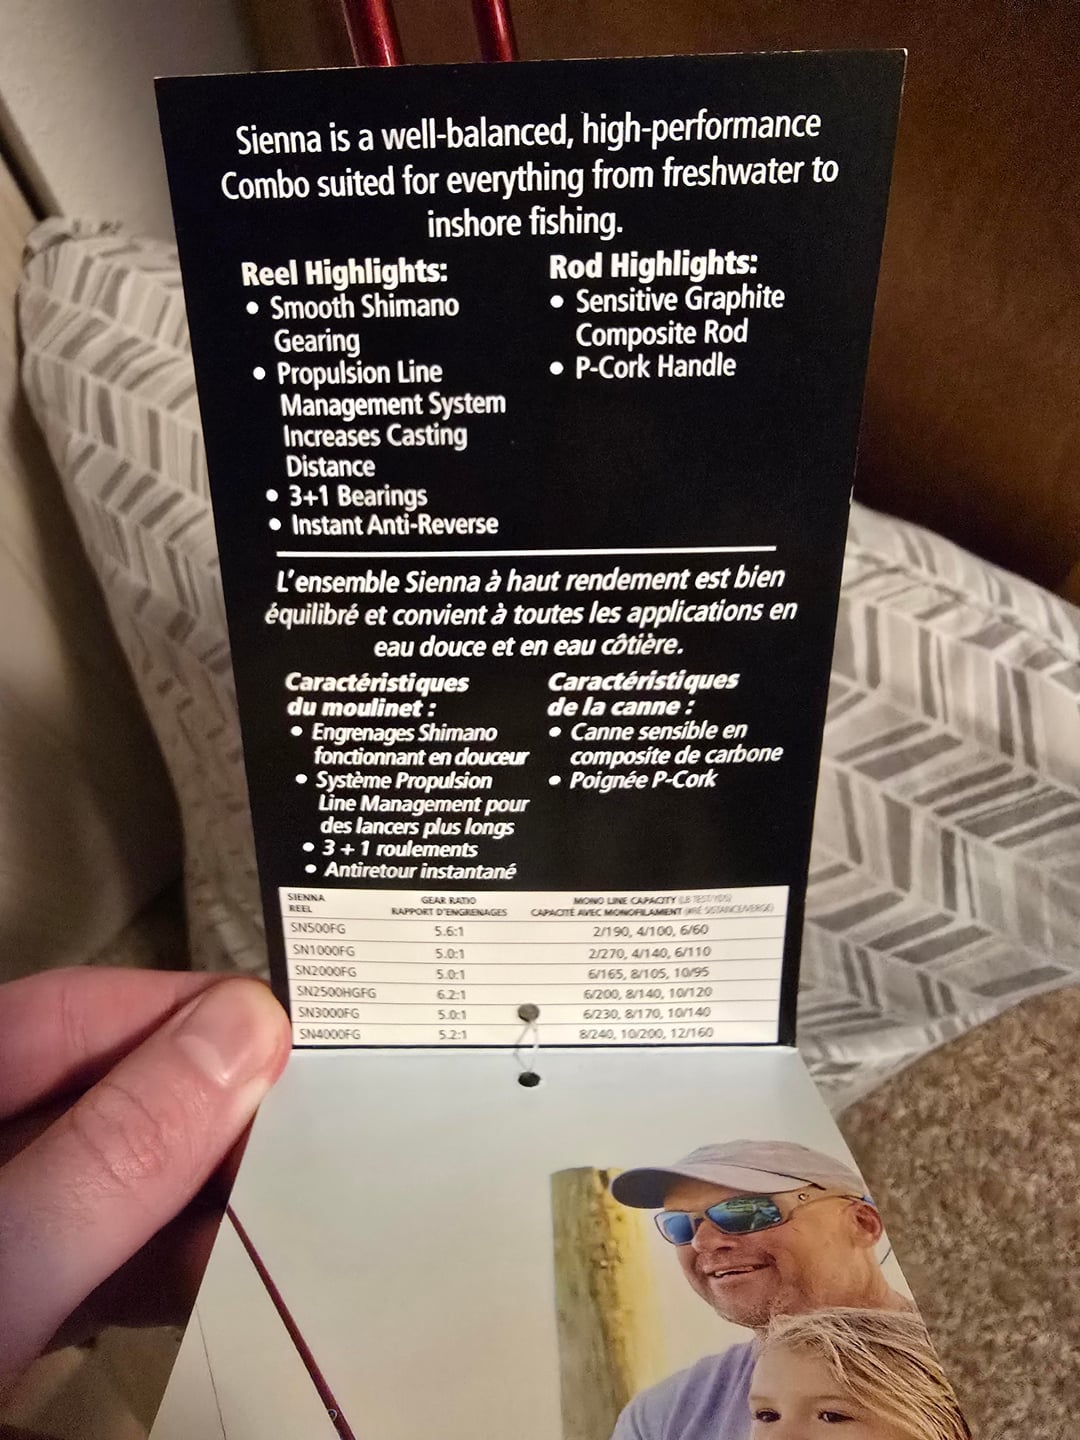 Sienna is a well-balanced, high-performance
Combo suited for everything from freshwater to
inshore fishing.
Reel Highlights:
• Smooth Shimano
Gearing
• Propulsion Line
Management System
Increases Casting
Distance
• 3+1 Bearings
• Instant Anti-Reverse
Rod Highlights:
• Sensitive Graphite
Composite Rod
• P-Cork Handle
L'ensemble Sienna à haut rendement est bien
équilibré et convient à toutes les applications en
eau douce et en eau côtière.
Caractéristiques
du moulinet :
• Engrenages Shimano
fonctionnant en douceur
• Système Propulsion
Line Management pour
des lancers plus longs
• 3 + 1 roulements
• Antiretour instantané
Caractéristiques
de la canne :
• Canne sensible en
composite de carbone
• Poignée P-Cork
SIENNA
REEL
GEAR RATIO
RAPPORT D'ENGRENAGES
MONO LINE CAPACITY (LB TEST/YDS)
CAPACITÉ AVEC MONOFILAMENT
SN500FG 5.6:1 2/190, 4/100, 6/60
SN1000FG 5.0:1 2/270, 4/140, 6/110
SN2000FG 5.0:1 6/165, 8/105, 10/95
SN2500HGFG 6.2:1 6/200, 8/140, 10/120
SN3000FG 5.0:1 6/230, 8/170, 10/140
SN4000FG 5.2:1 8/240, 10/200, 12/160